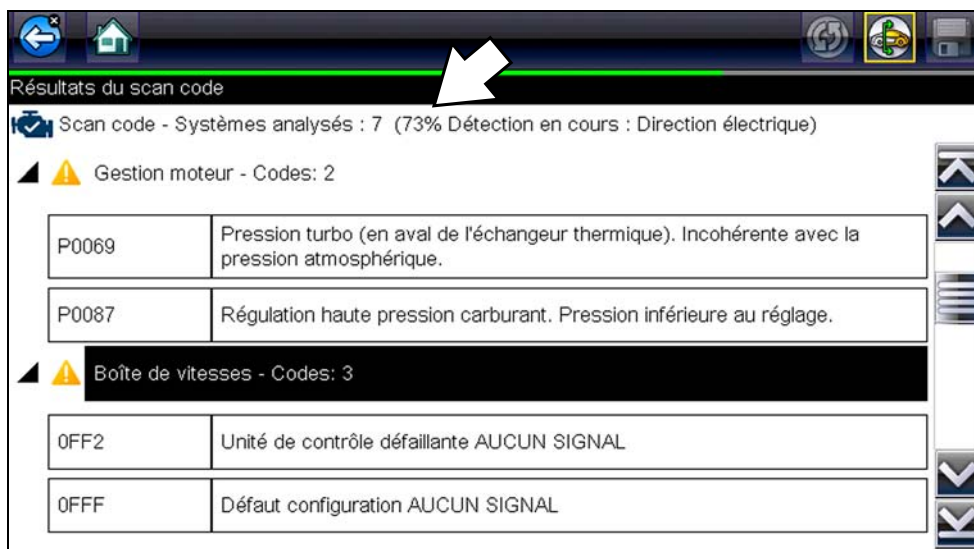 Résultats du scan code
Scan code - Systèmes analysés : 7 (73% Détection en cours : Direction électrique)
Gestion moteur - Codes: 2
P0069
Pression turbo (en aval de l'échangeur thermique). Incohérente avec la
pression atmosphérique.
P0087
Régulation haute pression carburant. Pression inférieure au réglage.
Boîte de vitesses - Codes: 3
0FF2
Unité de contrôle défaillante AUCUN SIGNAL
0FFF
Défaut configuration AUCUN SIGNAL